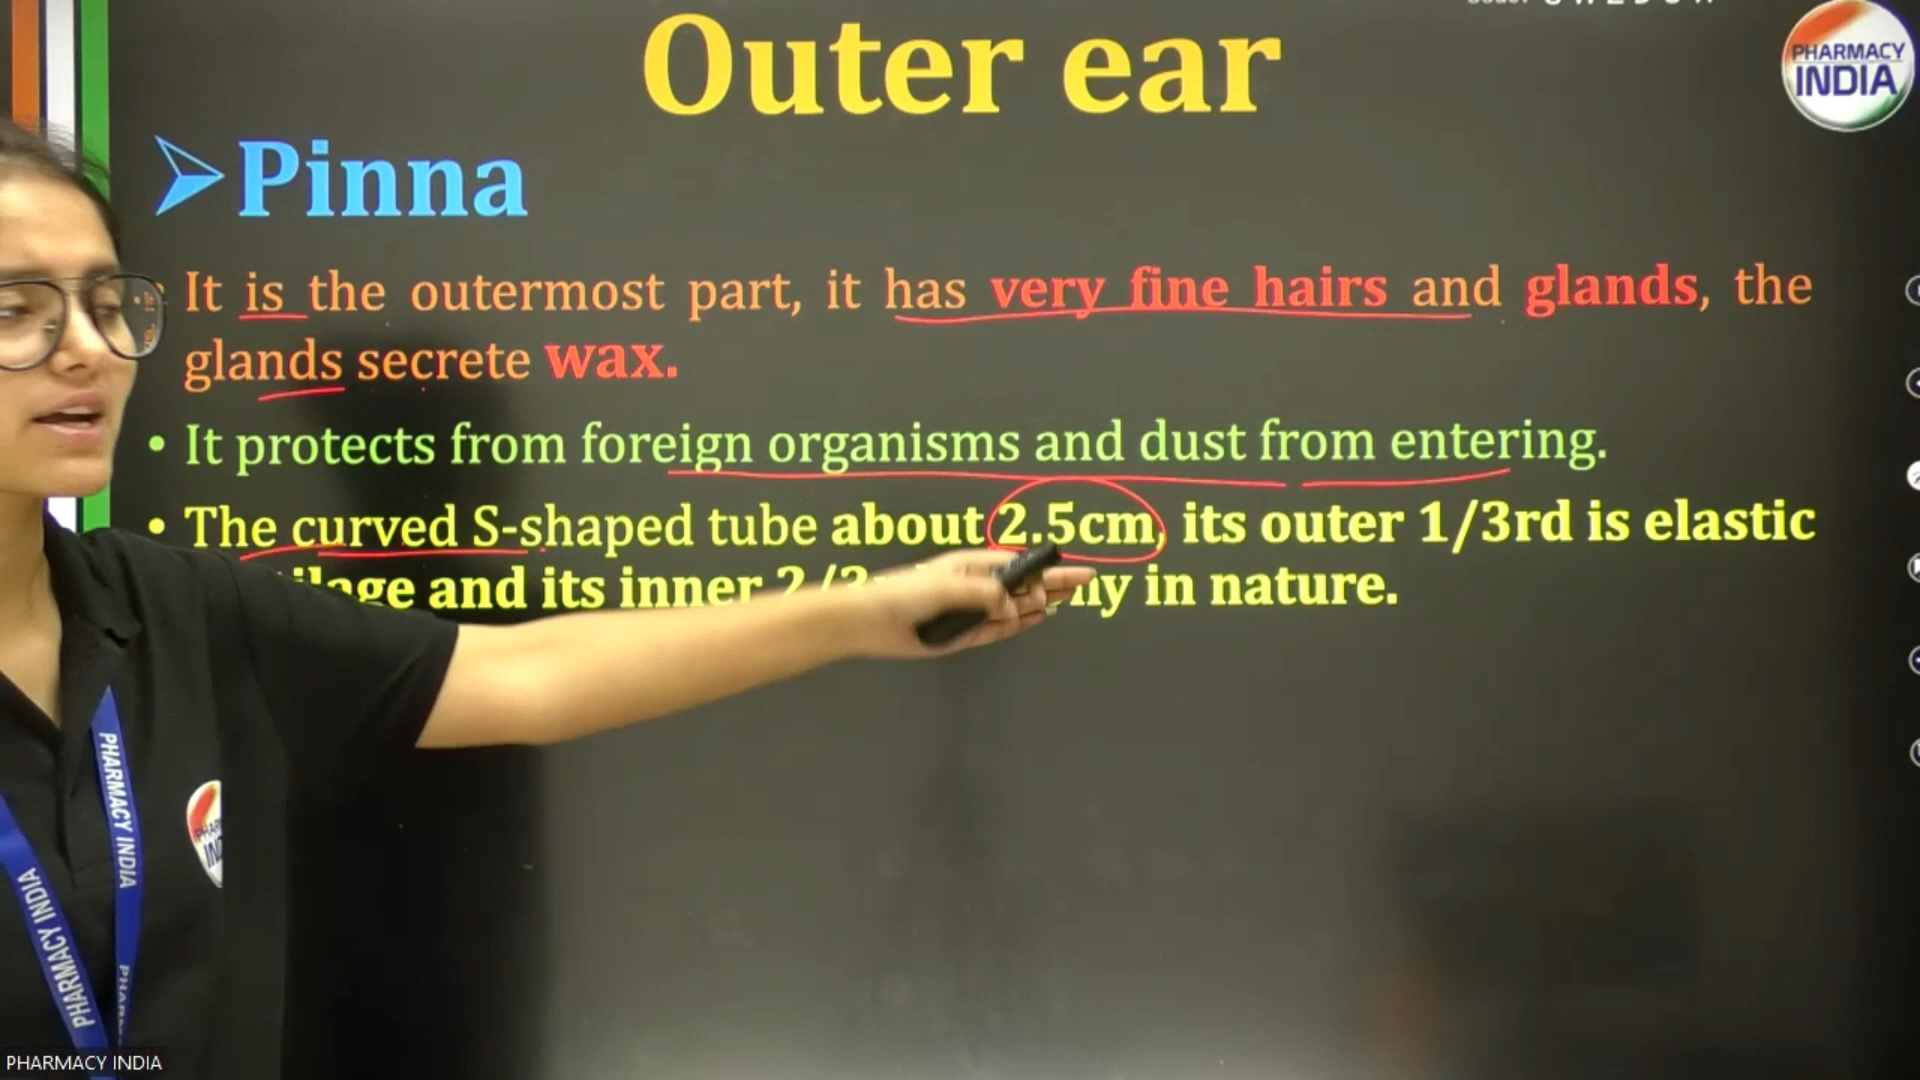 Outer ear
PHARMACY
INDIA
➢Pinna
It is the outermost part, it has very fine hairs and glands, the
glands secrete wax.
• It protects from foreign organisms and dust from entering.
• The curved S-shaped tube about 2.5cm, its outer 1/3rd is elastic
and its inner in nature.
PHARMACY INDIA
PHARMACY INDIA
PHARMACY INDIA